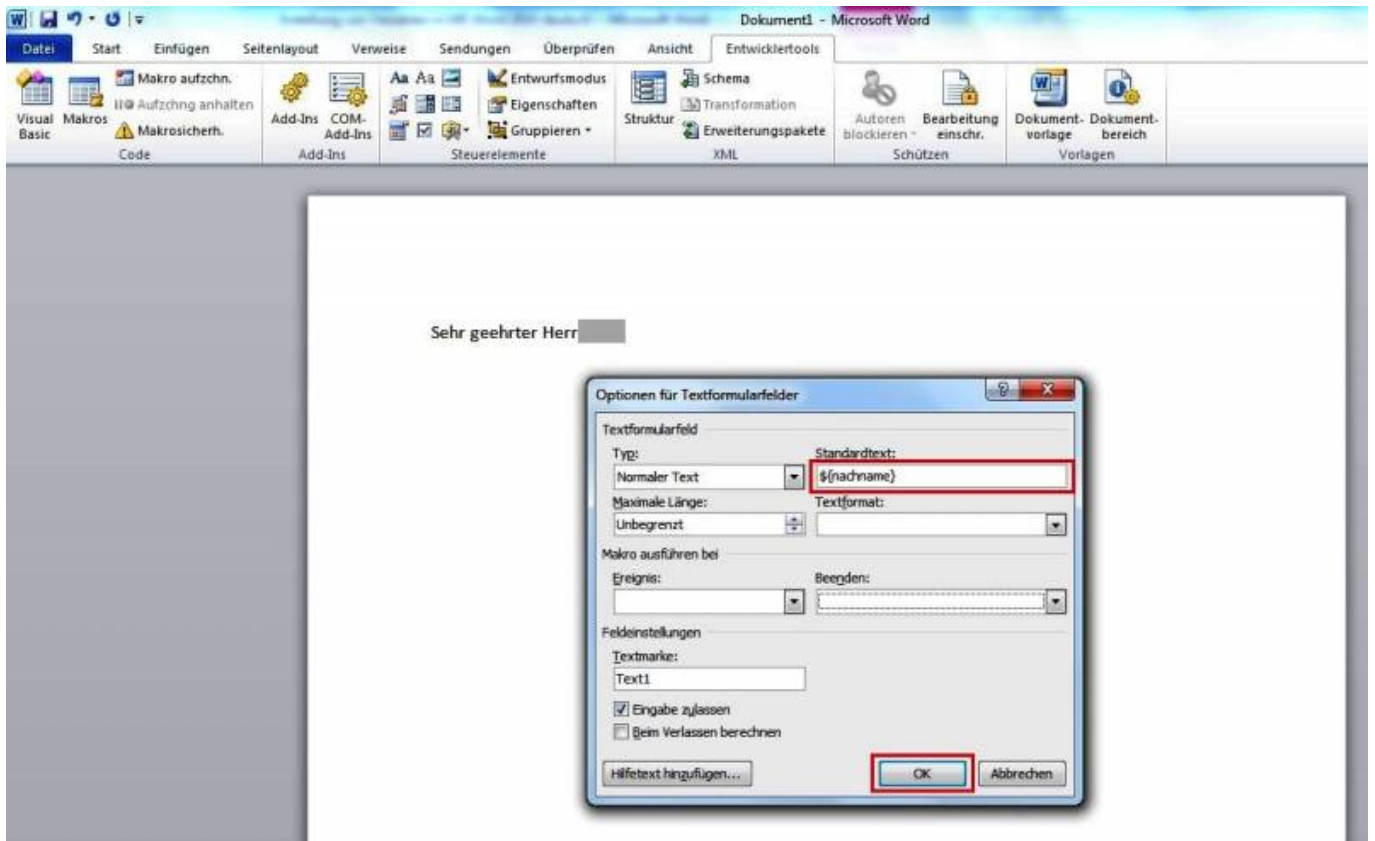 Dokument1 - Microsoft Word
Datei Start Einfügen Seitenlayout Verweise Sendungen Überprüfen Ansicht Entwicklertools
Visual Basic
Makros
Makro aufzchn.
Aufzchng anhalten
Makrosicherh.
Code
Add-Ins
COM-Add-Ins
Add-Ins
Aa Aa
Entwurfsmodus
Eigenschaften
Gruppieren
Steuerelemente
Struktur
Schema
Transformation
Erweiterungspakete
XML
Autoren blockieren
Bearbeitung einschr.
Schützen
Dokument-vorlage
Dokument-bereich
Vorlagen
Sehr geehrter Herr
Optionen für Textformularfelder
Textformularfeld
Typ: Standardtext:
Normaler Text ${nachname}
Maximale Länge: Textformat:
Unbegrenzt
Makro ausführen bei
Ereignis: Beenden:
Feldeinstellungen
Textmarke:
Text1
Eingabe zulassen
Beim Verlassen berechnen
Hilfetext hinzufügen... OK Abbrechen